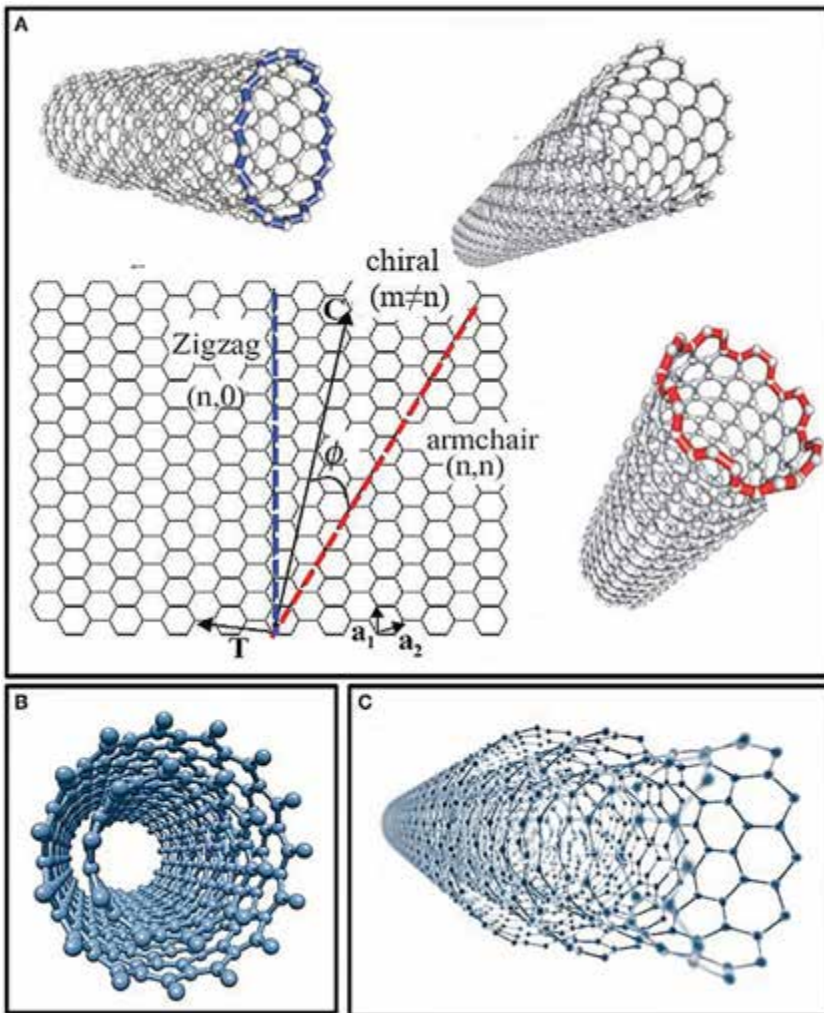 A
chiral
(m≠n)
C
Zigzag
(n,0)
ϕ
armchair
(n,n)
T
a1
a2
B
C